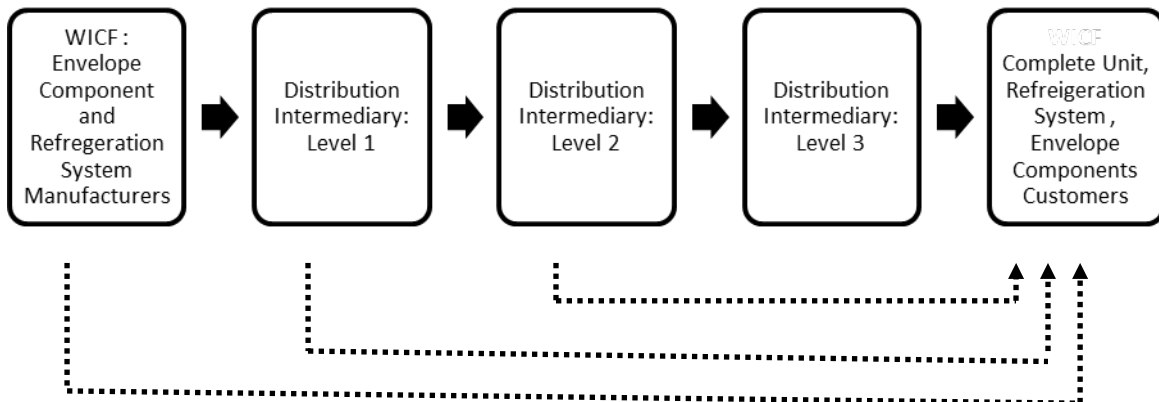 WICF :
Envelope
Component
and
Refregeration
System
Manufacturers
Distribution
Intermediary:
Level 1
Distribution
Intermediary:
Level 2
Distribution
Intermediary:
Level 3
WICF
Complete Unit,
Refreigeration
System ,
Envelope
Components
Customers